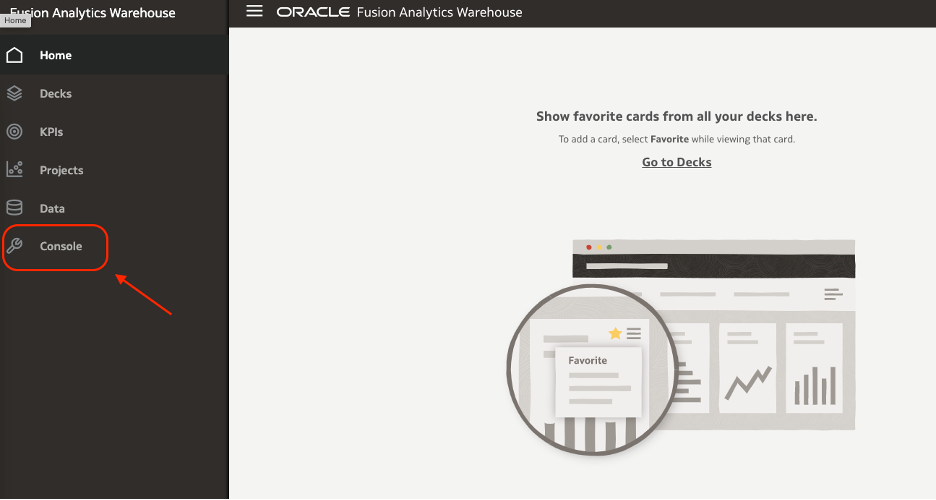 Fusion Analytics Warehouse
Home
Home
Decks
KPIs
Projects
Data
Console
ORACLE Fusion Analytics Warehouse
Show favorite cards from all your decks here.
To add a card, select Favorite while viewing that card.
Go to Decks
Favorite